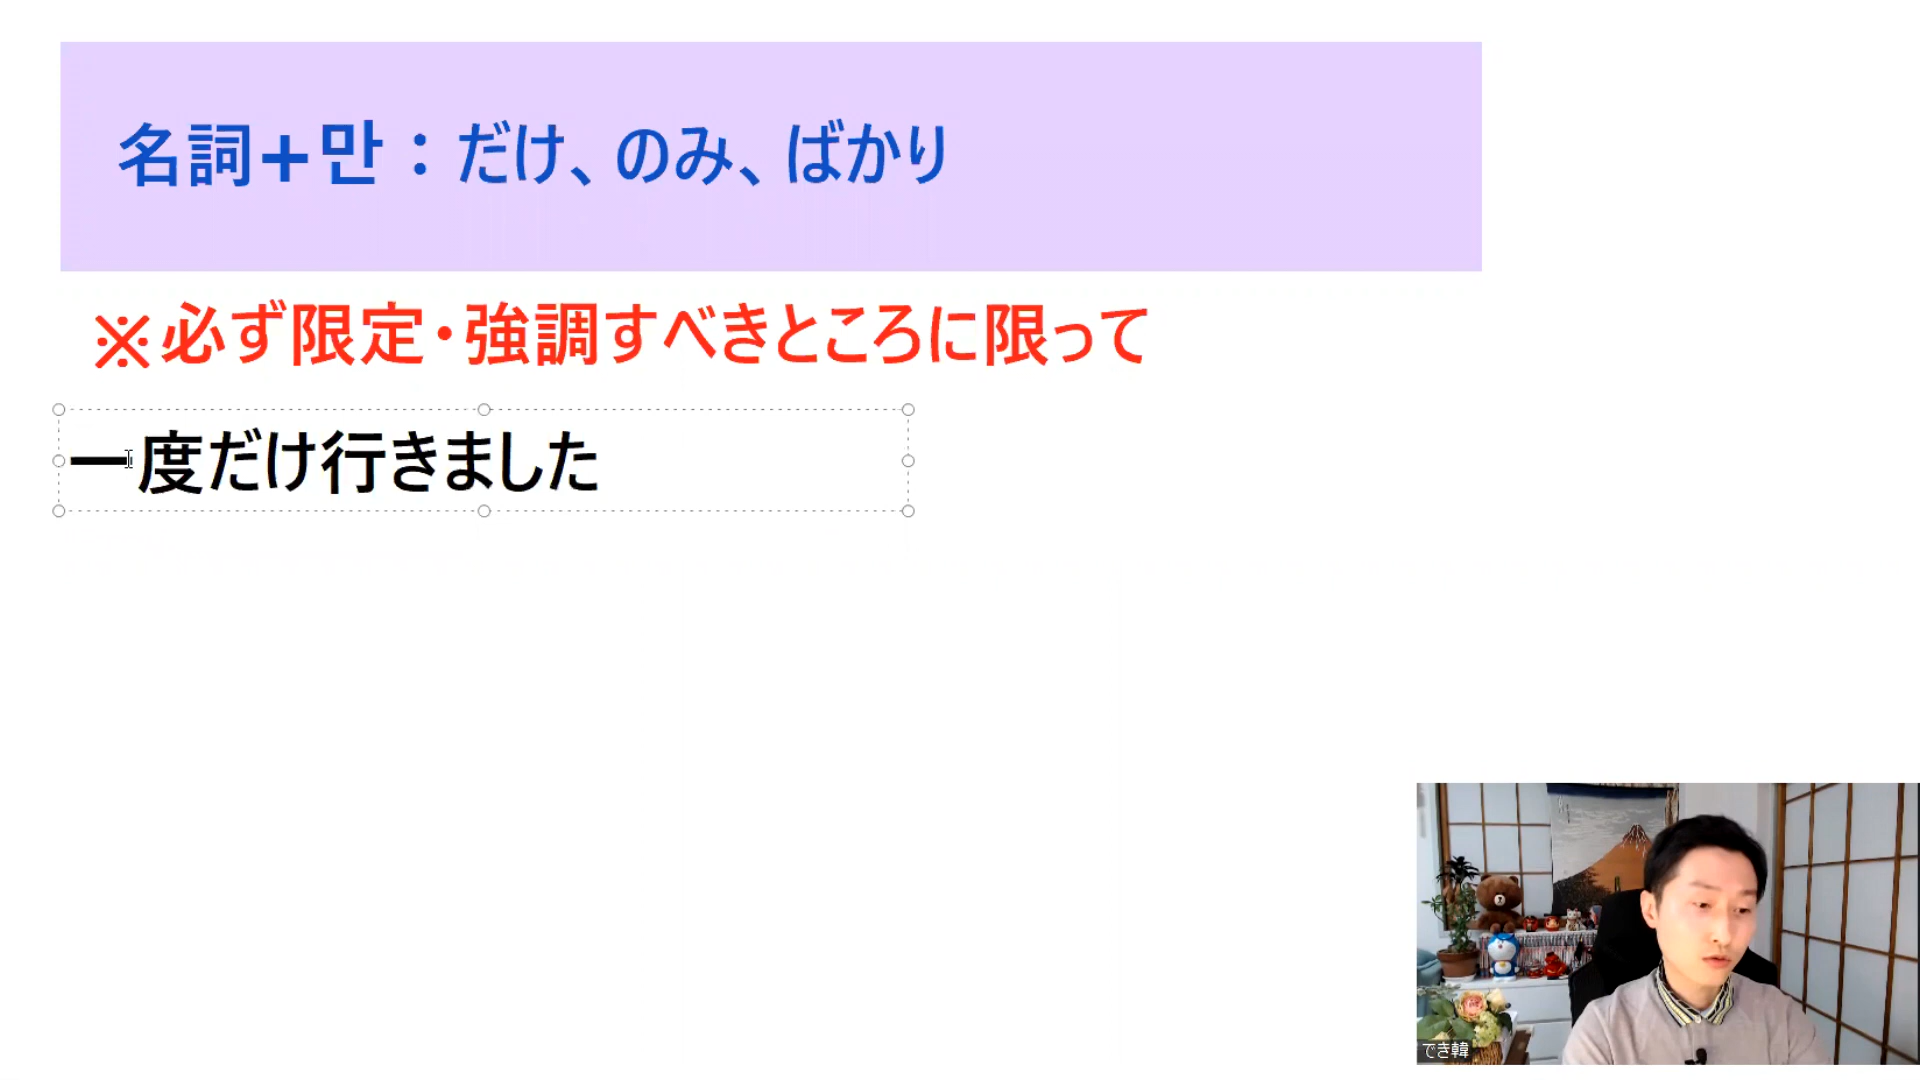 名詞+만：だけ、のみ、ばかり
※必ず限定・強調すべきところに限って
一度だけ行きました
でき韓